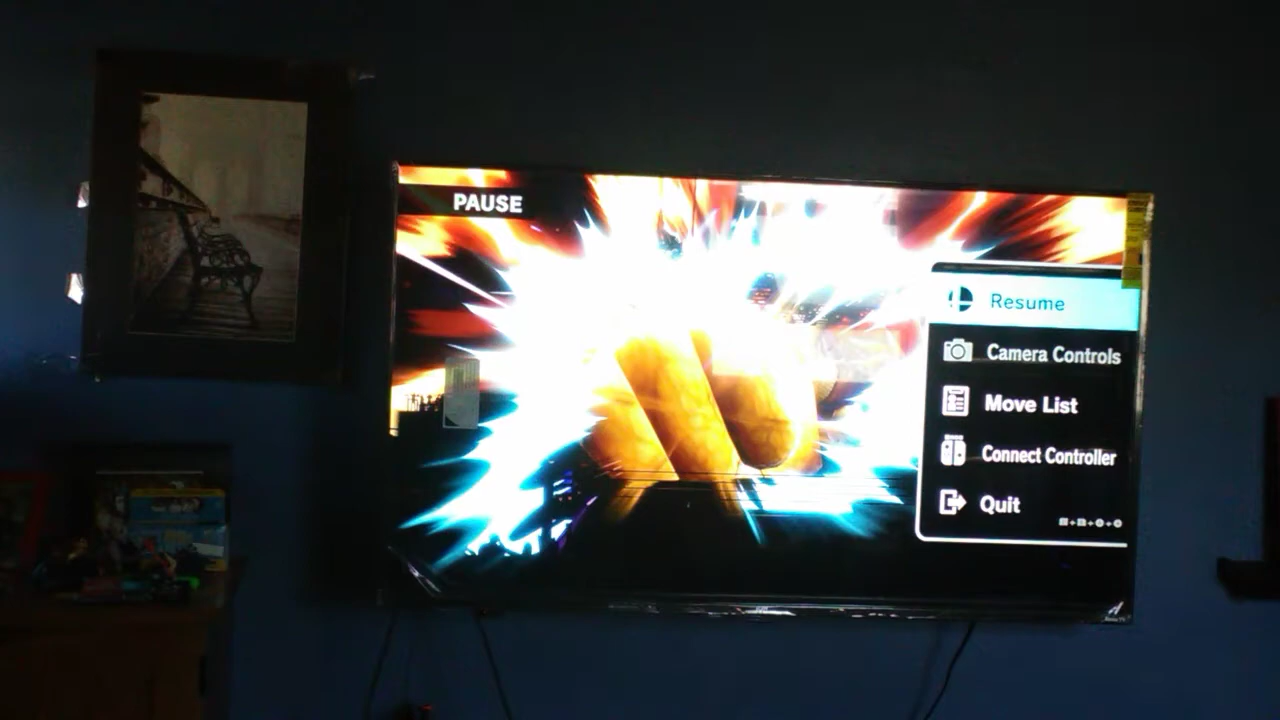 PAUSE
Resume
Camera Controls
Move List
Connect Controller
Quit